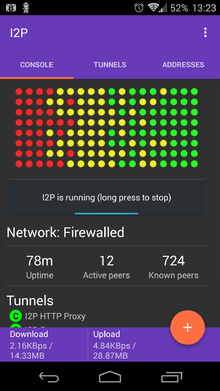 52% 13:23
I2P
CONSOLE TUNNELS ADDRESSES
I2P is running (long press to stop)
Network: Firewalled
78m 12 724
Uptime Active peers Known peers
Tunnels
C I2P HTTP Proxy
Download Upload
2.16KBps / 4.84KBps /
14.33MB 28.87MB
+